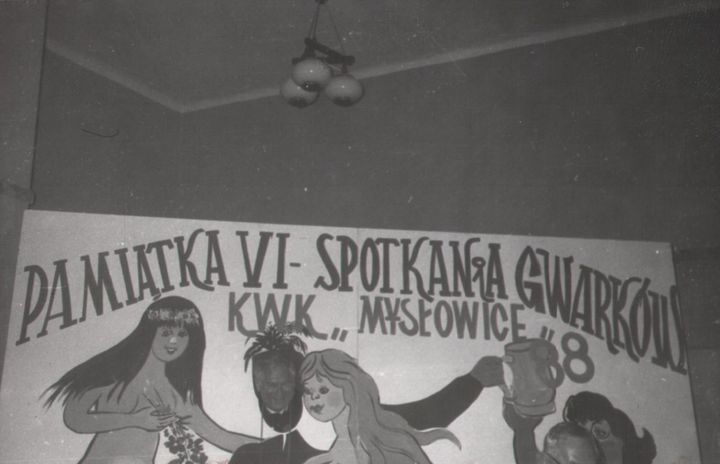 PAMIĄTKA VI - SPOTKANIA GWARKÓW
KWK „MYSŁOWICE" 8